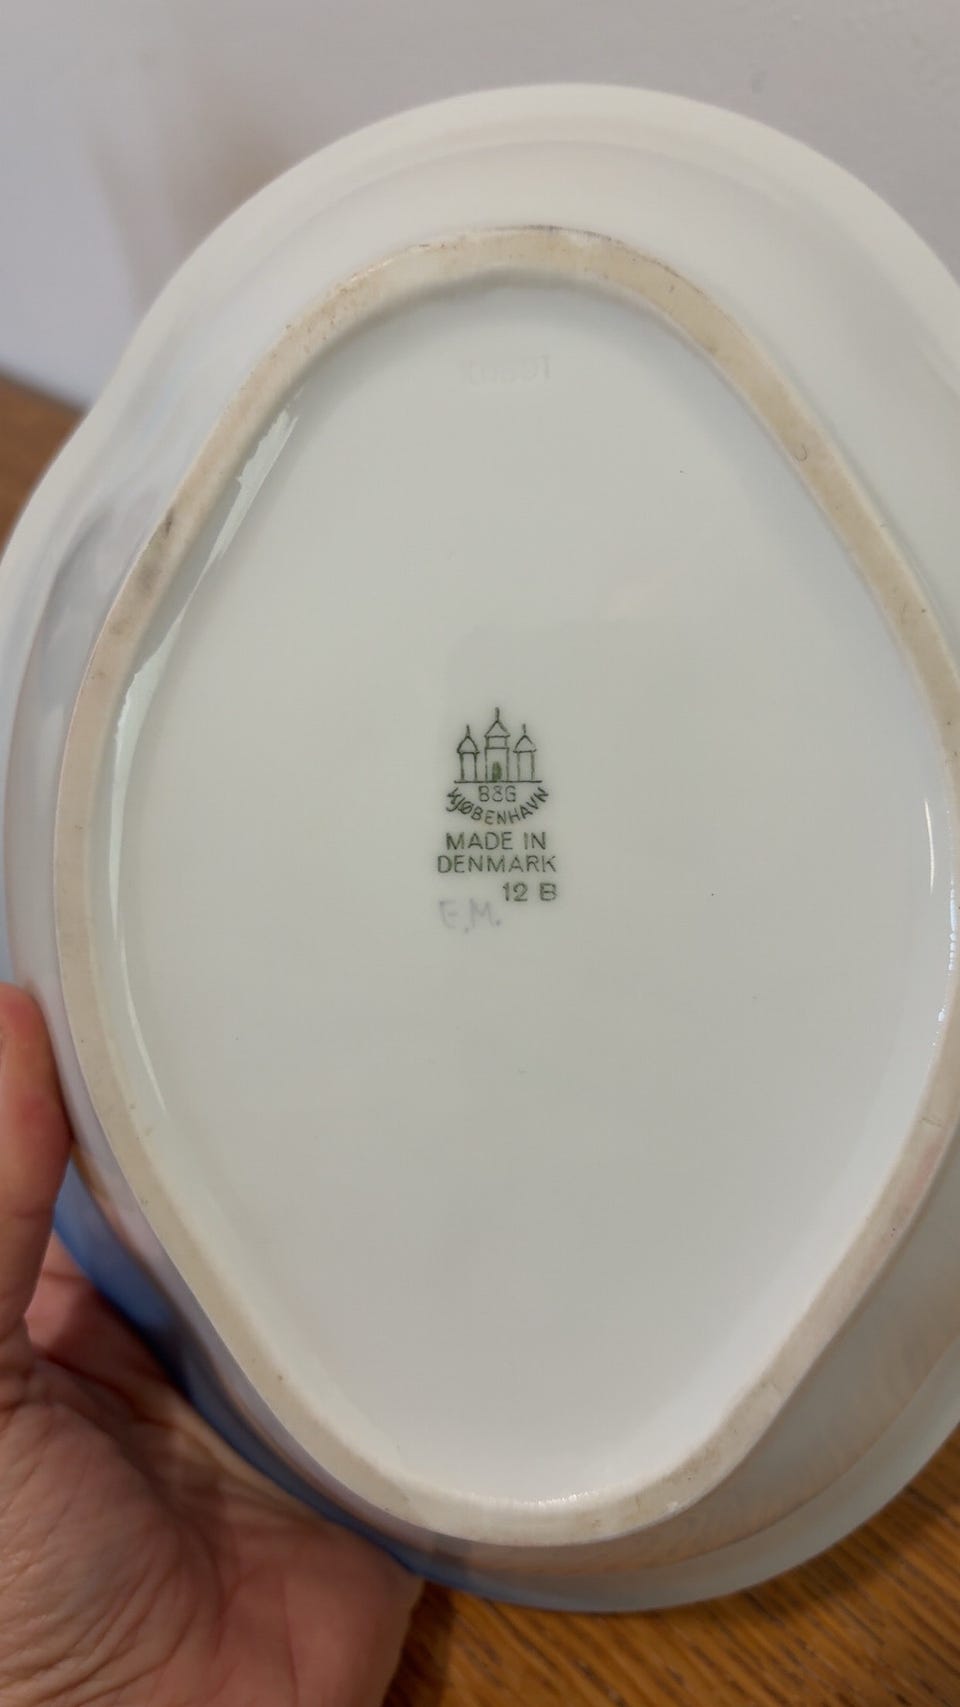 B&G
KJØBENHAVN
MADE IN
DENMARK
12 B
E.M.